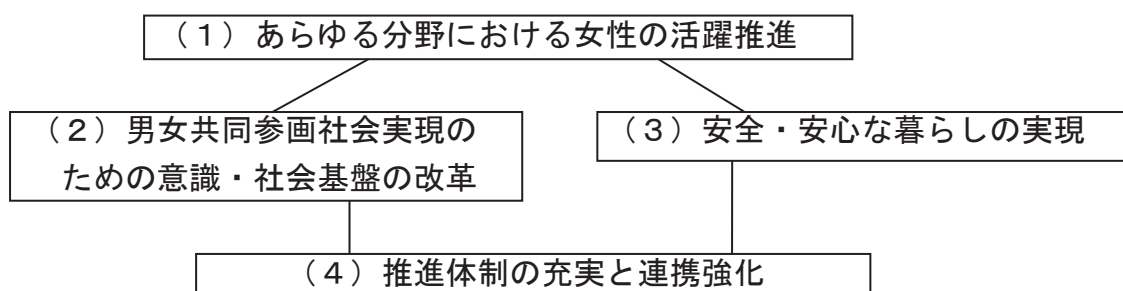 （１）あらゆる分野における女性の活躍推進
（２）男女共同参画社会実現の
ための意識・社会基盤の改革
（３）安全・安心な暮らしの実現
（４）推進体制の充実と連携強化